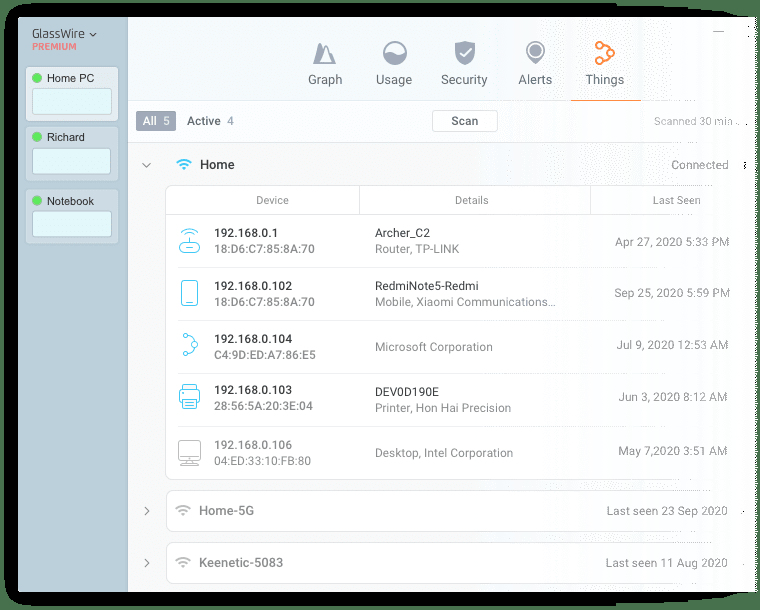 GlassWire
PREMIUM
Home PC
Richard
Notebook
Graph
Usage
Security
Alerts
Things
All 5
Active 4
Scan
Scanned 30 min
Home
Connected
Device
Details
Last Seen
192.168.0.1
18:D6:C7:85:8A:70
Archer_C2
Router, TP-LINK
Apr 27, 2020 5:33 PM
192.168.0.102
18:D6:C7:85:8A:70
RedmiNote5-Redmi
Mobile, Xiaomi Communications...
Sep 25, 2020 5:59 PM
192.168.0.104
C4:9D:ED:A7:86:E5
Microsoft Corporation
Jul 9, 2020 12:53 AM
192.168.0.103
28:56:5A:20:3E:04
DEV0D190E
Printer, Hon Hai Precision
Jun 3, 2020 8:12 AM
192.168.0.106
04:ED:33:10:FB:80
Desktop, Intel Corporation
May 7,2020 3:51 AM
Home-5G
Last seen 23 Sep 2020
Keenetic-5083
Last seen 11 Aug 2020